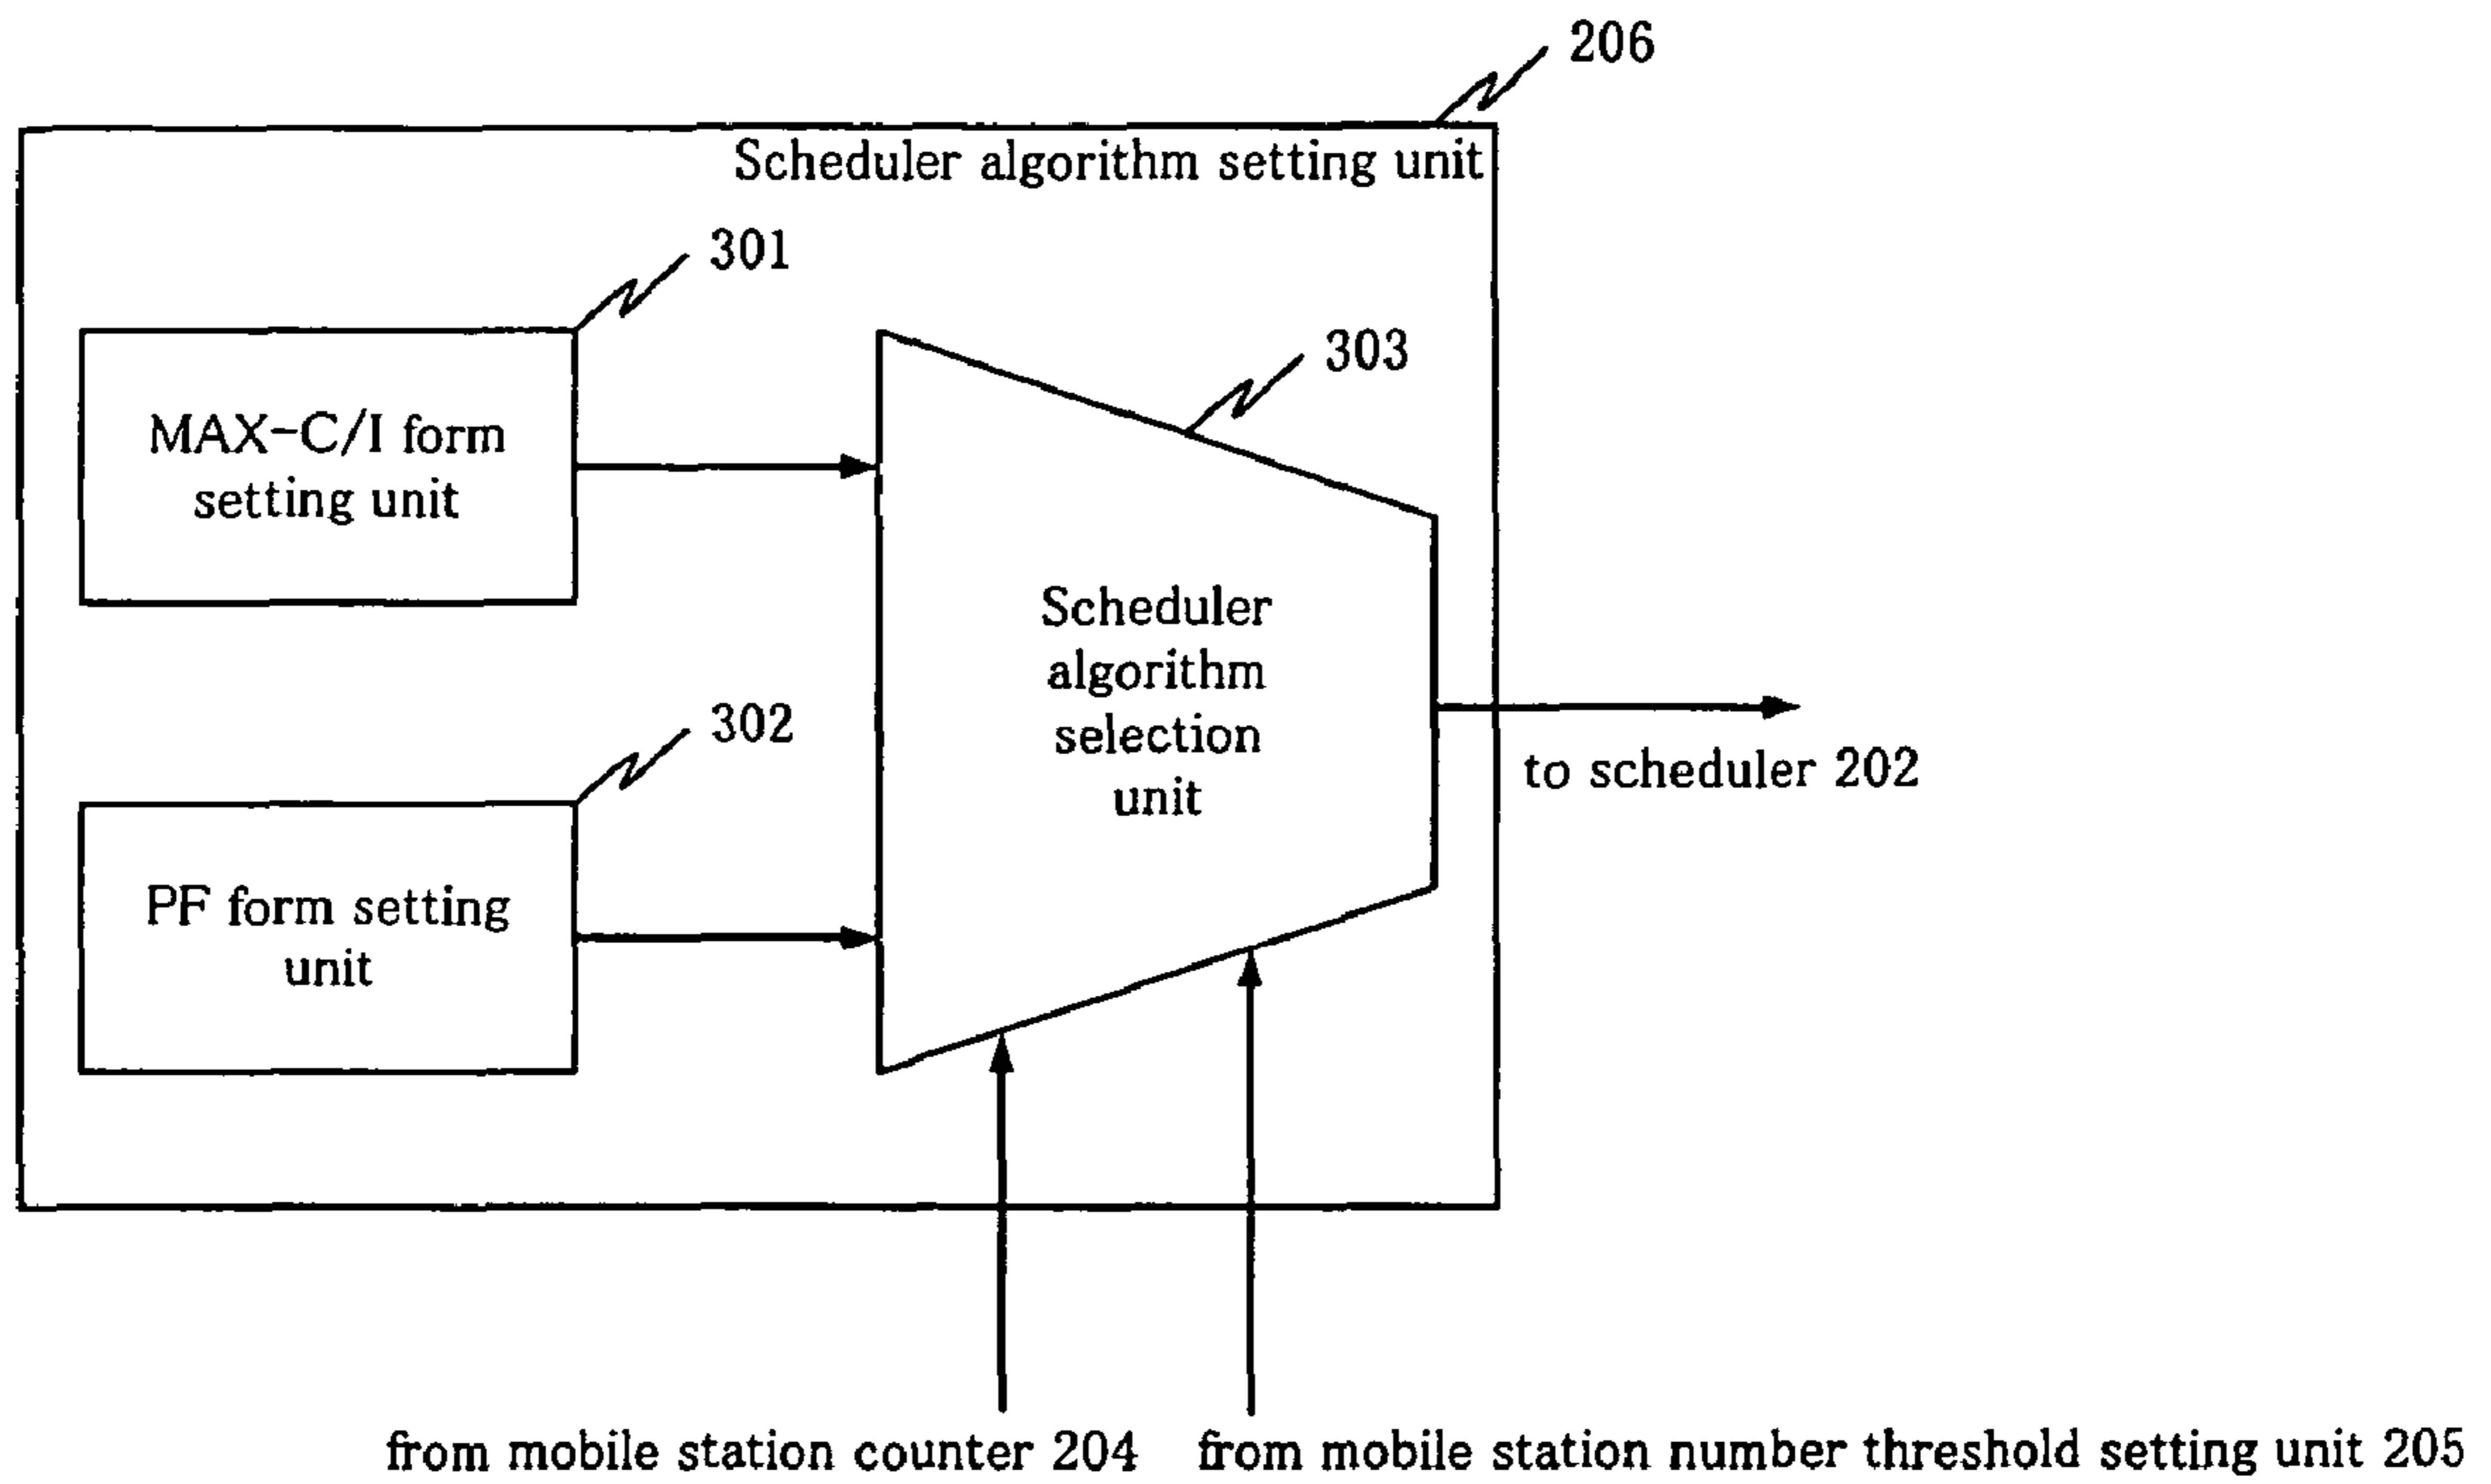 206
Scheduler algorithm setting unit
301
303
MAX-C/I form
setting unit
Scheduler
algorithm
selection
unit
302
to scheduler 202
PF form setting
unit
from mobile station counter 204
from mobile station number threshold setting unit 205